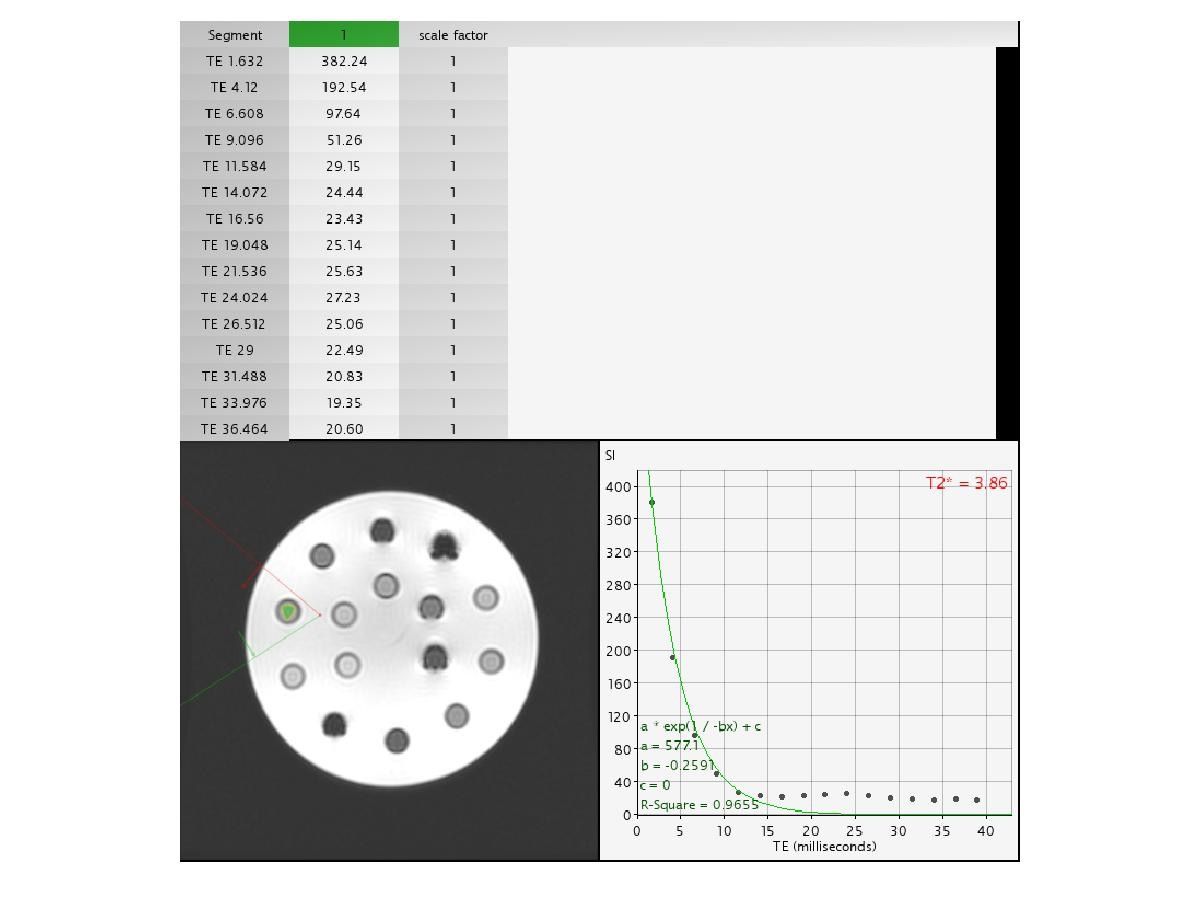 Segment 1 scale factor
TE 1.632 382.24 1
TE 4.12 192.54 1
TE 6.608 97.64 1
TE 9.096 51.26 1
TE 11.584 29.15 1
TE 14.072 24.44 1
TE 16.56 23.43 1
TE 19.048 25.14 1
TE 21.536 25.63 1
TE 24.024 27.23 1
TE 26.512 25.06 1
TE 29 22.49 1
TE 31.488 20.83 1
TE 33.976 19.35 1
TE 36.464 20.60 1
SI
T2* = 3.86
400
360
320
280
240
200
160
120
80
40
0
a * exp(1 / -bx) + c
a = 577.1
b = -0.2591
c = 0
R-Square = 0.9655
0 5 10 15 20 25 30 35 40
TE (milliseconds)